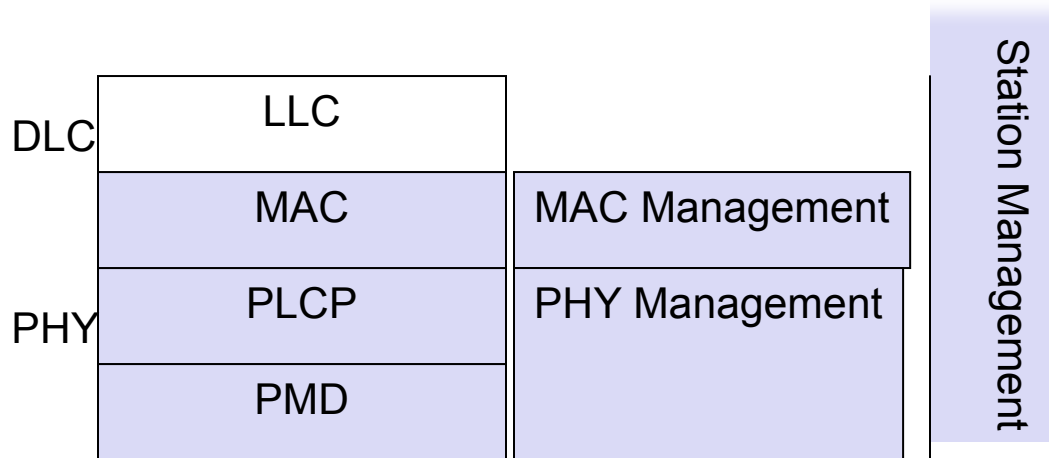 DLC
LLC
MAC
MAC Management
PHY
PLCP
PHY Management
PMD
Station Management